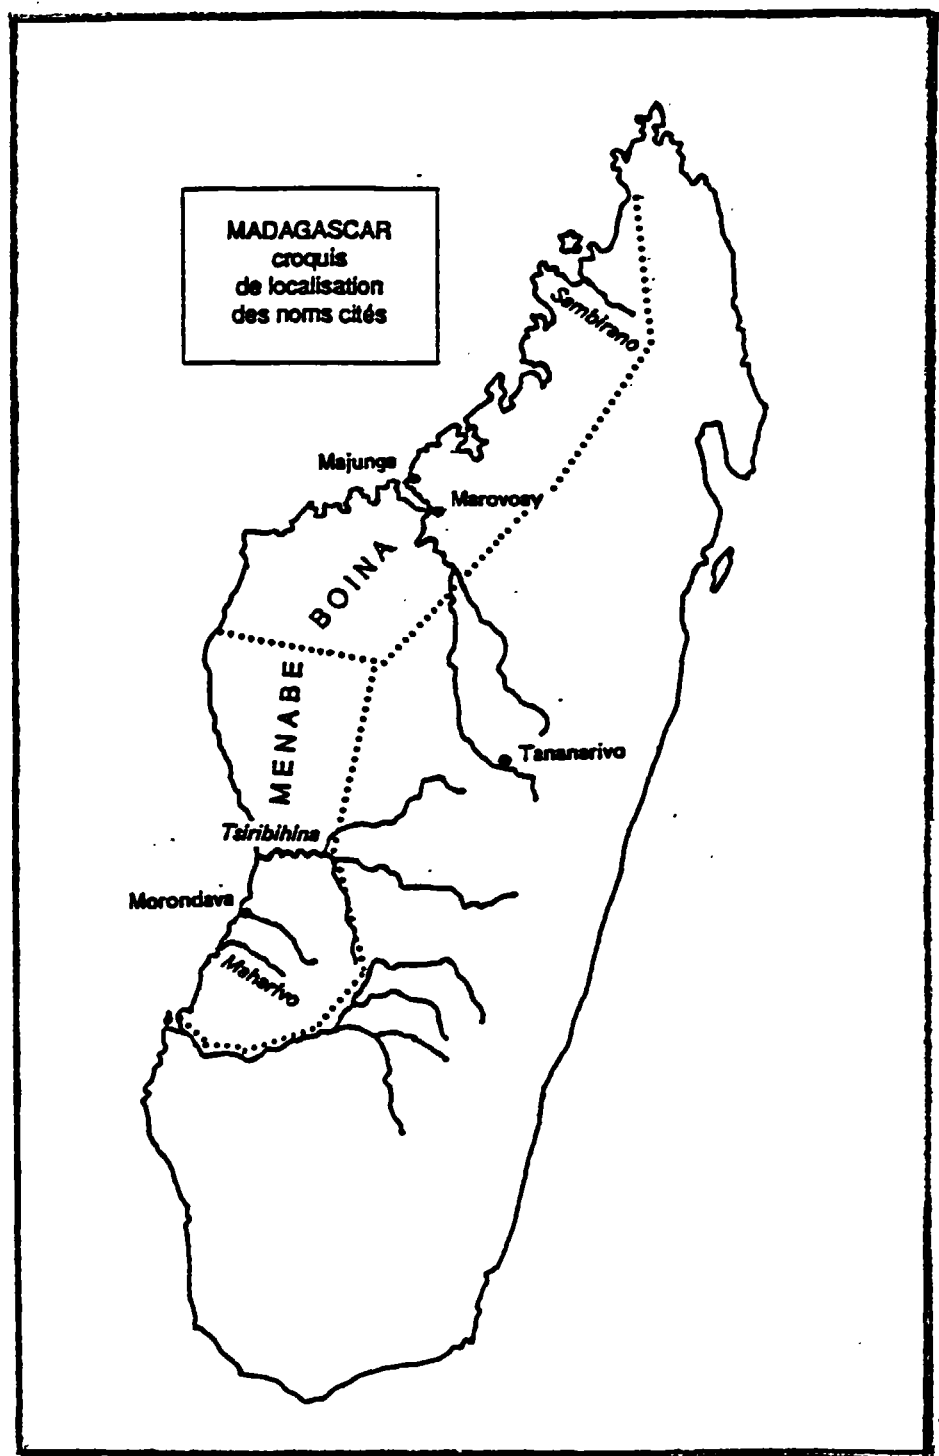 MADAGASCAR
croquis
de localisation
des noms cités
Sambirano
Majunga
Marovoay
BOINA
MENABE
Tananarivo
Tsiribihina
Morondava
Maharivo